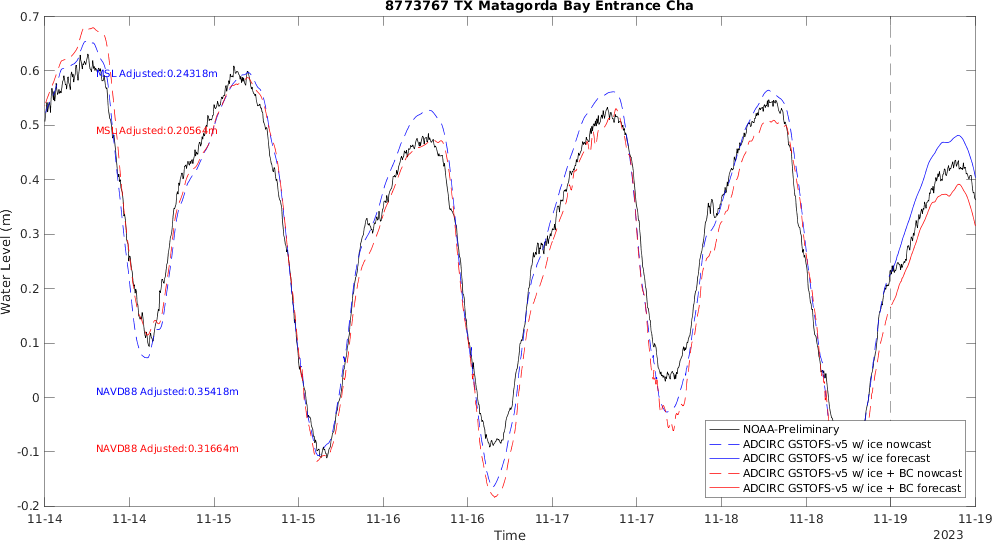 8773767 TX Matagorda Bay Entrance Cha
0.7
0.6
0.5
0.4
0.3
0.2
0.1
0
-0.1
-0.2
Water Level (m)
MSL Adjusted:0.24318m
MSL Adjusted:0.20564m
NAVD88 Adjusted:0.35418m
NAVD88 Adjusted:0.31664m
NOAA-Preliminary
ADCIRC GSTOFS-v5 w/ ice nowcast
ADCIRC GSTOFS-v5 w/ ice forecast
ADCIRC GSTOFS-v5 w/ ice + BC nowcast
ADCIRC GSTOFS-v5 w/ ice + BC forecast
11-14 11-14 11-15 11-15 11-16 11-16 11-17 11-17 11-18 11-18 11-19 11-19
Time
2023